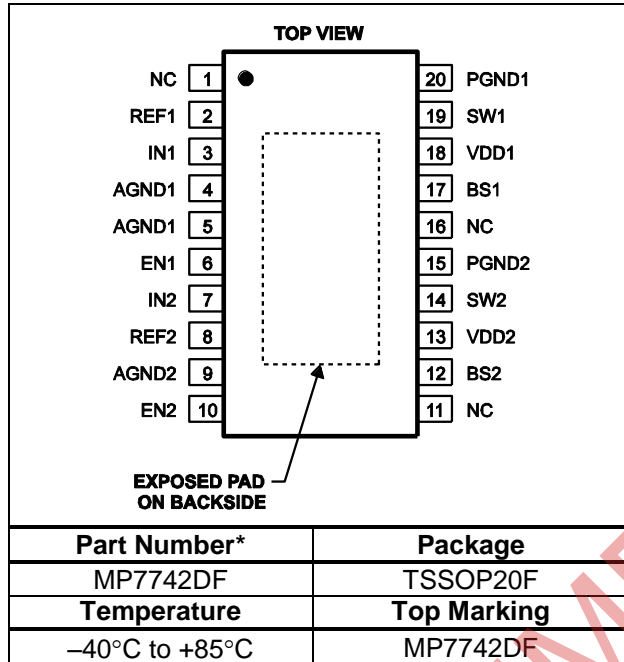 TOP VIEW
NC 1 20 PGND1
REF1 2 19 SW1
IN1 3 18 VDD1
AGND1 4 17 BS1
AGND1 5 16 NC
EN1 6 15 PGND2
IN2 7 14 SW2
REF2 8 13 VDD2
AGND2 9 12 BS2
EN2 10 11 NC
EXPOSED PAD
ON BACKSIDE
Part Number* Package
MP7742DF TSSOP20F
Temperature Top Marking
–40°C to +85°C MP7742DF